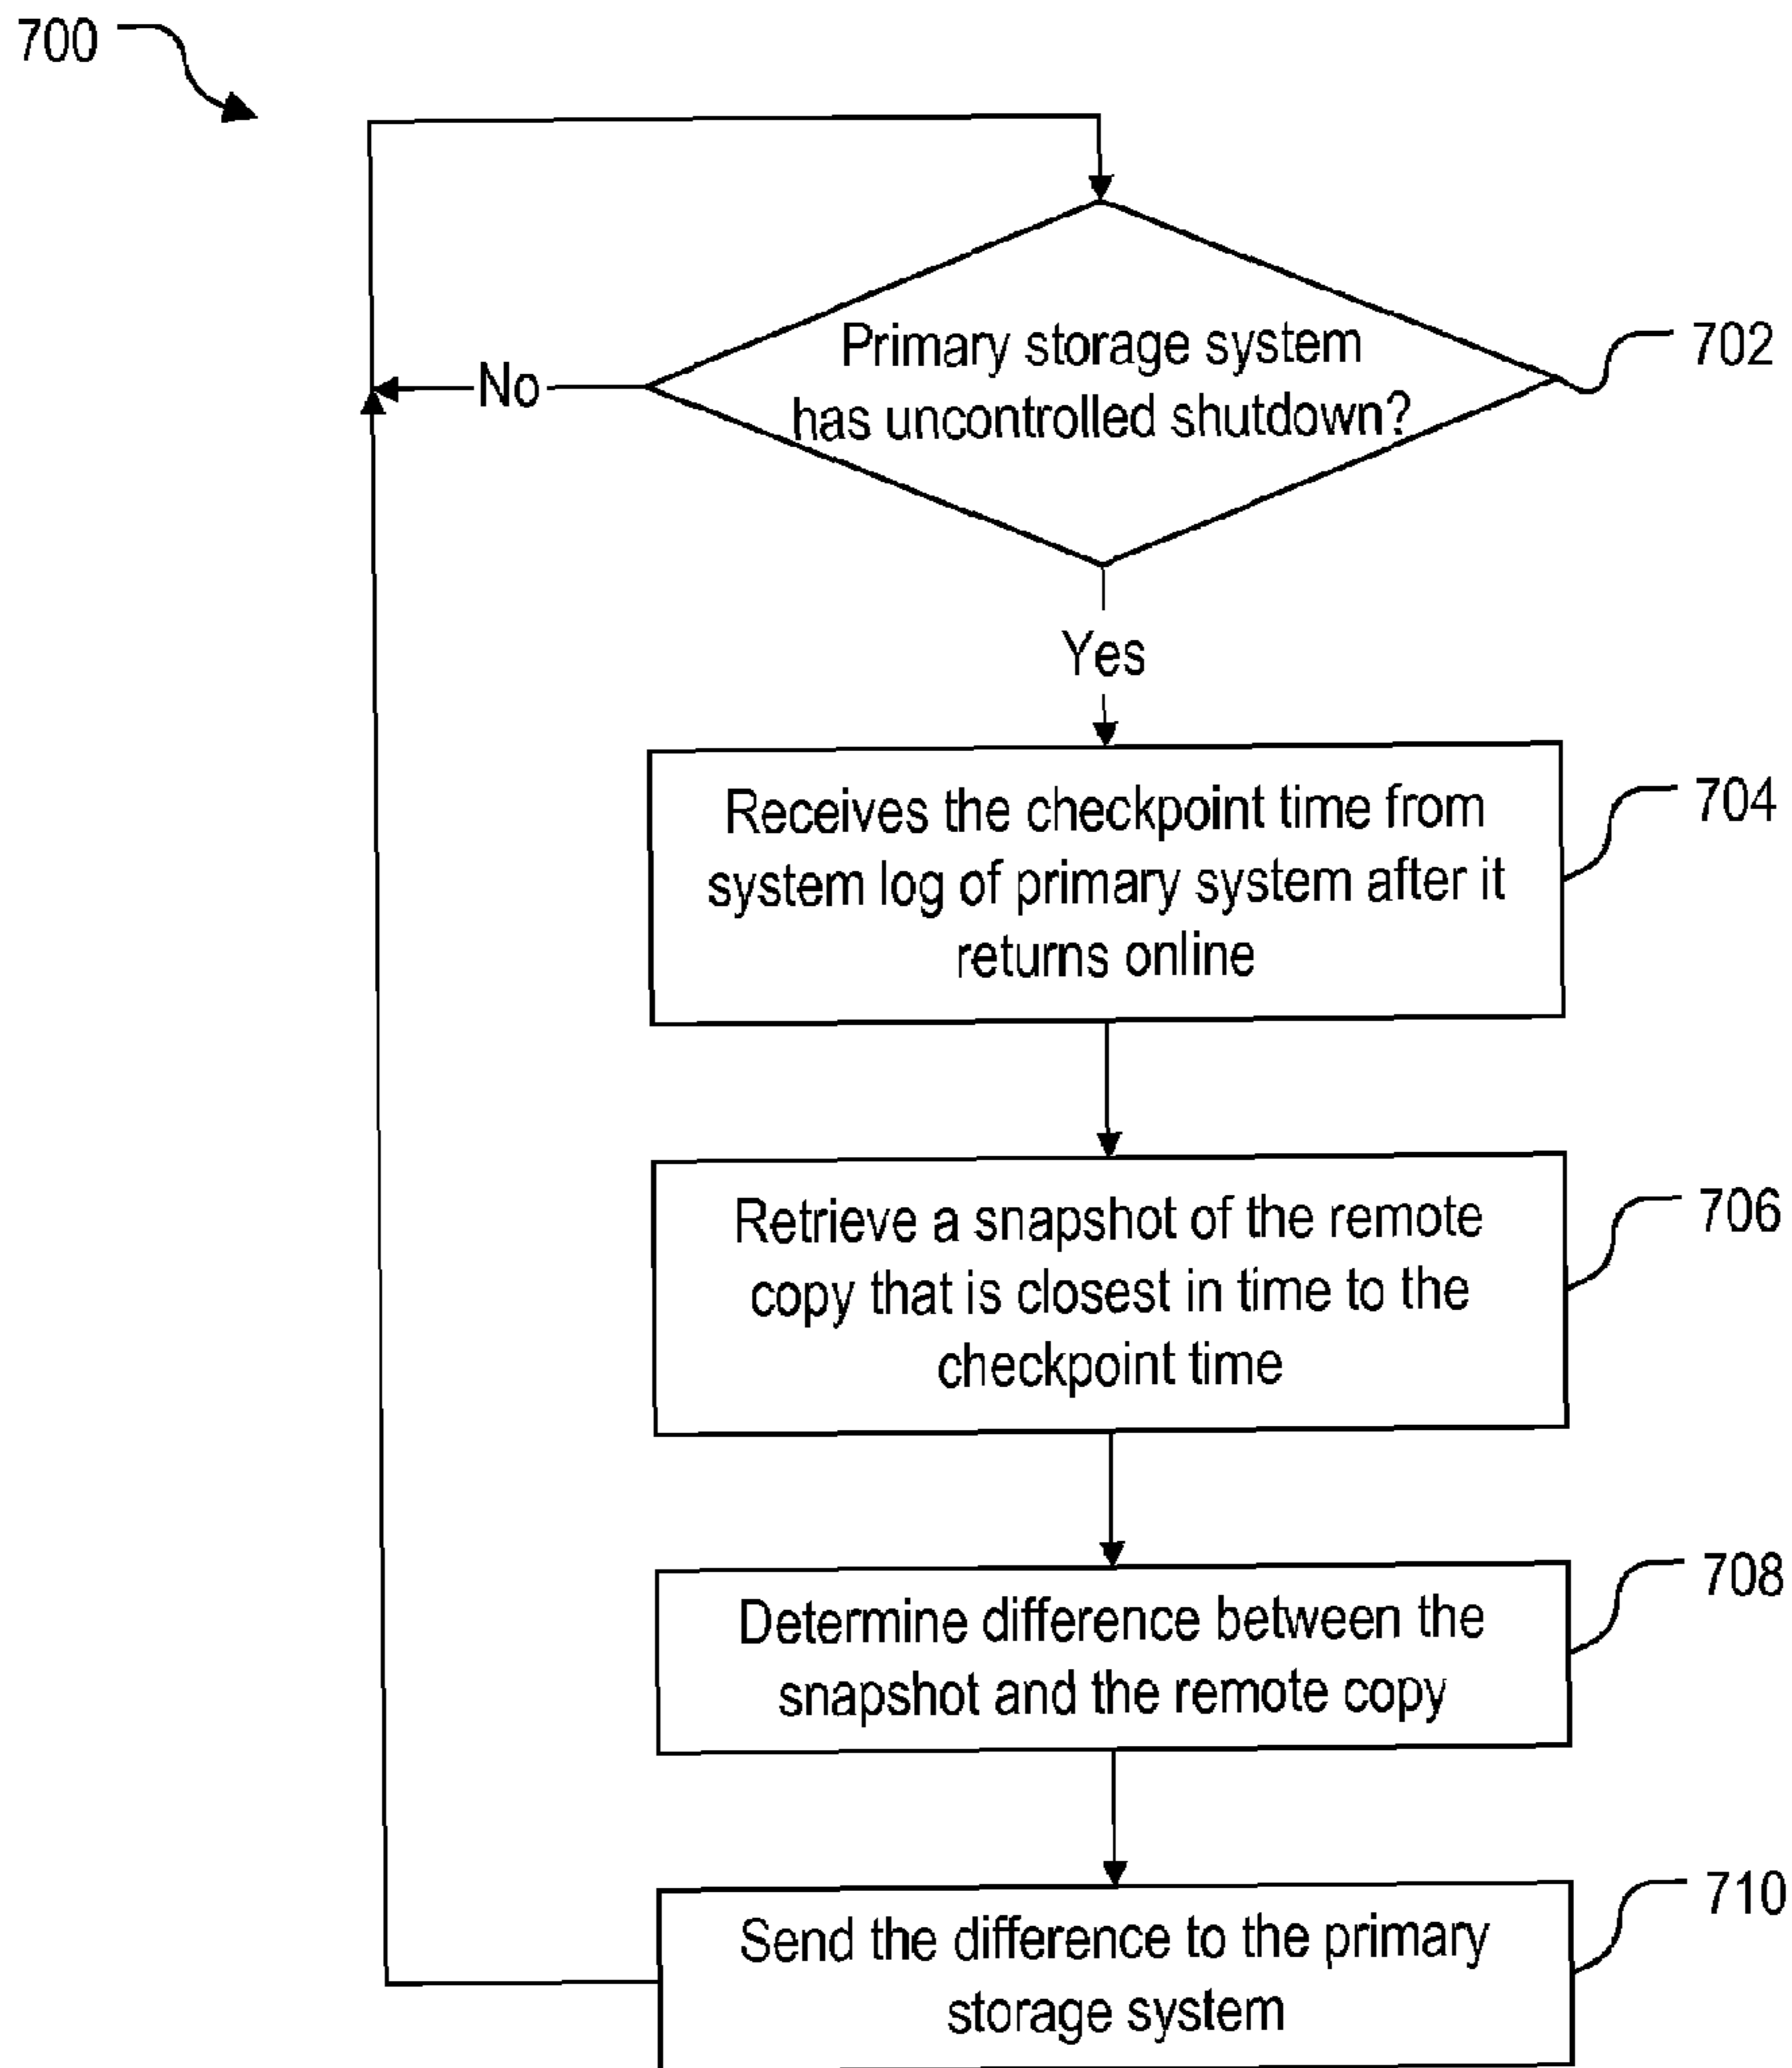 700
Primary storage system
has uncontrolled shutdown?
702
No
Yes
Receives the checkpoint time from
system log of primary system after it
returns online
704
Retrieve a snapshot of the remote
copy that is closest in time to the
checkpoint time
706
Determine difference between the
snapshot and the remote copy
708
Send the difference to the primary
storage system
710